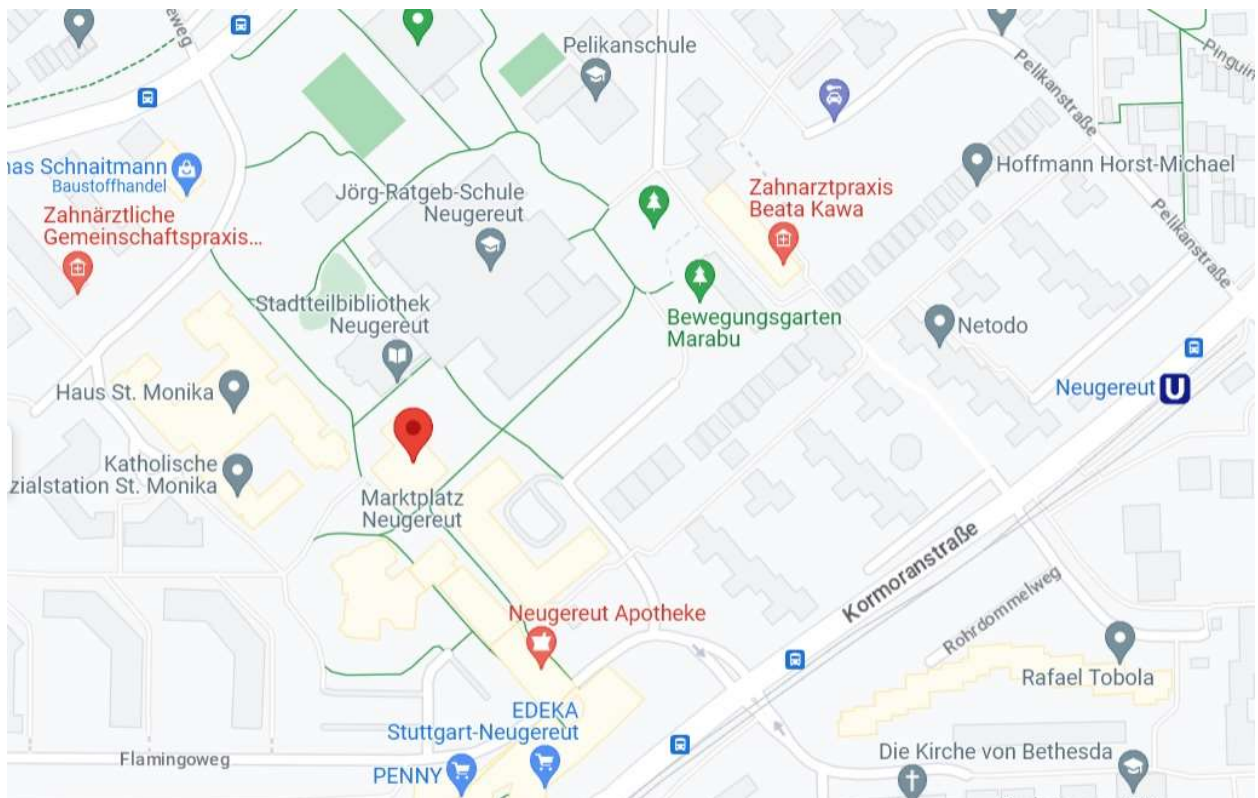 eweg
Pelikanschule
Pelikanstraße
Pinguin
nas Schnaitmann
Baustoffhandel
Zahnärztliche
Gemeinschaftspraxis...
Jörg-Ratgeb-Schule
Neugereut
Zahnarztpraxis
Beata Kawa
Hoffmann Horst-Michael
Pelikanstraße
Stadtteilbibliothek
Neugereut
Bewegungsgarten
Marabu
Netodo
Haus St. Monika
Neugereut U
Katholische
zialstation St. Monika
Marktplatz
Neugereut
Kormoranstraße
Neugereut Apotheke
Rohrdommelweg
Rafael Tobola
EDEKA
Stuttgart-Neugereut
Flamingoweg
PENNY
Die Kirche von Bethesda